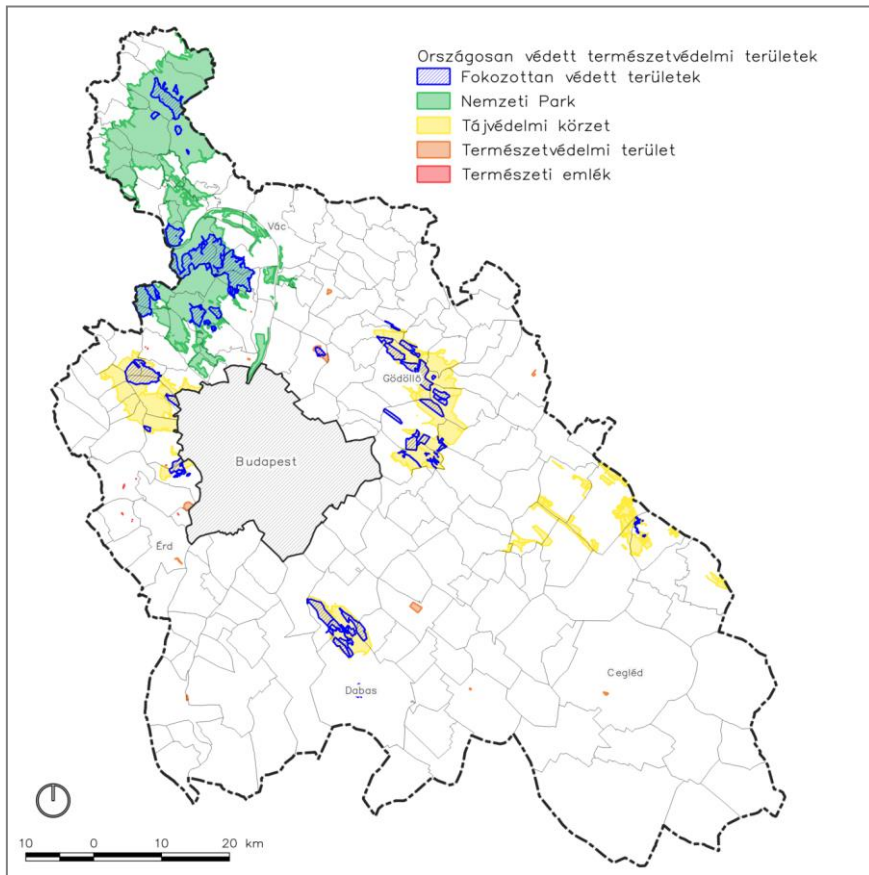 Országosan védett természetvédelmi területek
Fokozottan védett területek
Nemzeti Park
Tájvédelmi körzet
Természetvédelmi terület
Természeti emlék
Vác
Gödöllő
Budapest
Érd
Dabas
Cegléd
10 0 10 20 km